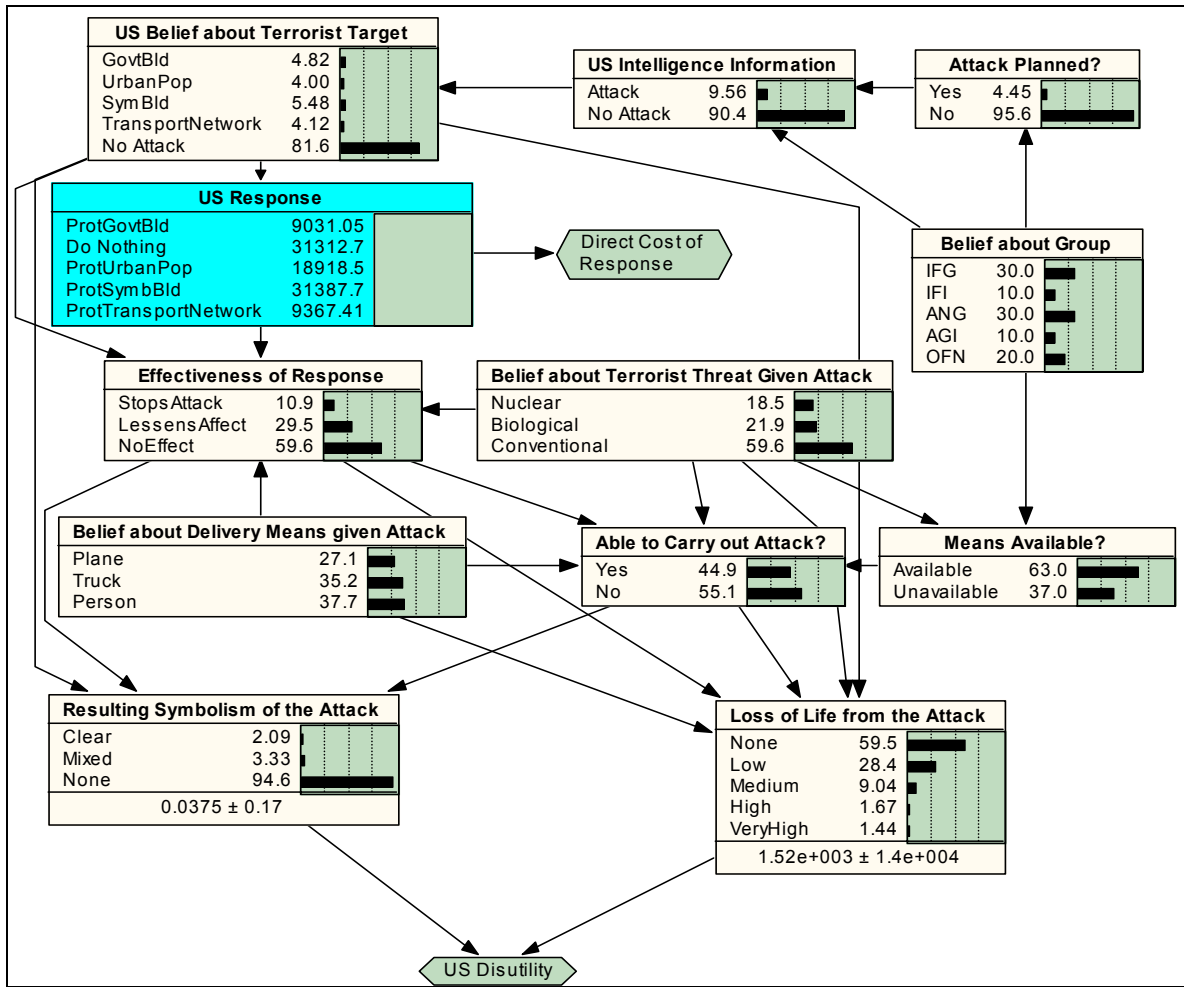 US Belief about Terrorist Target
GovtBld 4.82
UrbanPop 4.00
SymBld 5.48
TransportNetwork 4.12
No Attack 81.6
US Intelligence Information
Attack 9.56
No Attack 90.4
Attack Planned?
Yes 4.45
No 95.6
US Response
ProtGovtBld 9031.05
Do Nothing 31312.7
ProtUrbanPop 18918.5
ProtSymbBld 31387.7
ProtTransportNetwork 9367.41
Direct Cost of
Response
Belief about Group
IFG 30.0
IFI 10.0
ANG 30.0
AGI 10.0
OFN 20.0
Effectiveness of Response
StopsAttack 10.9
LessensAffect 29.5
NoEffect 59.6
Belief about Terrorist Threat Given Attack
Nuclear 18.5
Biological 21.9
Conventional 59.6
Belief about Delivery Means given Attack
Plane 27.1
Truck 35.2
Person 37.7
Able to Carry out Attack?
Yes 44.9
No 55.1
Means Available?
Available 63.0
Unavailable 37.0
Resulting Symbolism of the Attack
Clear 2.09
Mixed 3.33
None 94.6
0.0375 ± 0.17
Loss of Life from the Attack
None 59.5
Low 28.4
Medium 9.04
High 1.67
VeryHigh 1.44
1.52e+003 ± 1.4e+004
US Disutility